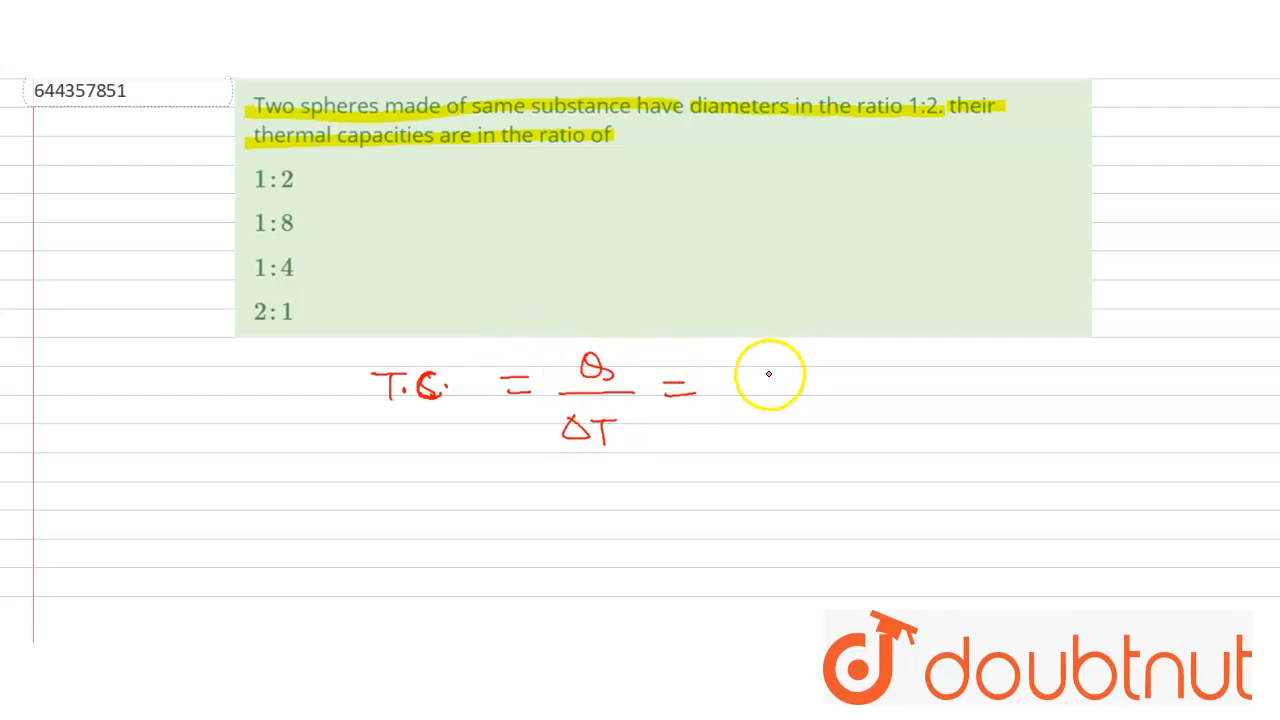 644357851
Two spheres made of same substance have diameters in the ratio 1:2. their
thermal capacities are in the ratio of
1:2
1:8
1:4
2:1
T.C. = Q/ΔT =
doubtnut